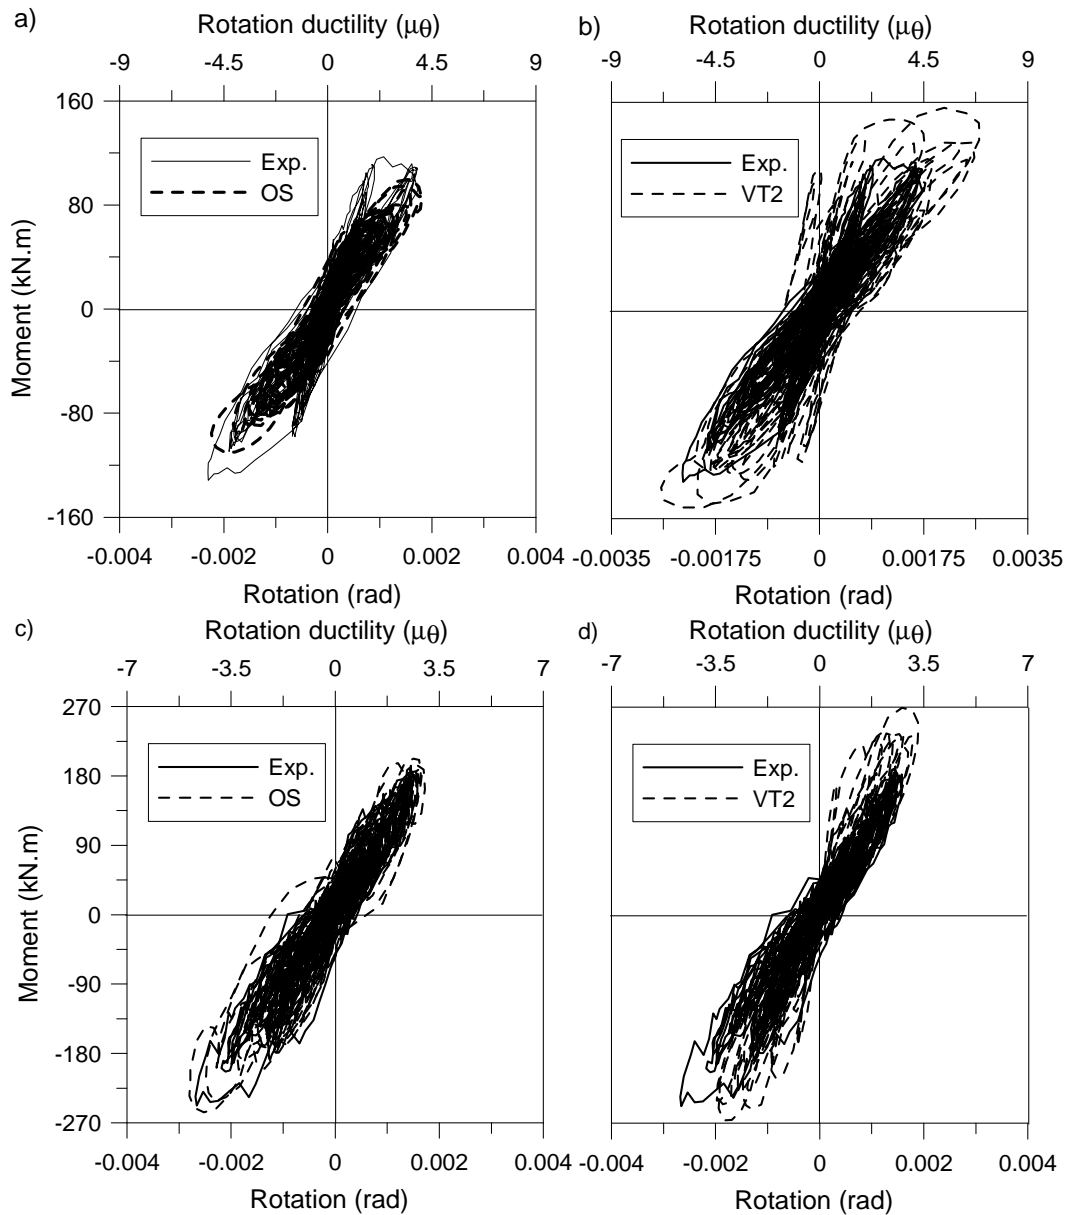 a)
Rotation ductility (μθ)
-9 -4.5 0 4.5 9
160
80
0
-80
-160
Moment (kN.m)
Exp.
OS
-0.004 -0.002 0 0.002 0.004
Rotation (rad)
b)
Rotation ductility (μθ)
-9 -4.5 0 4.5 9
Exp.
VT2
-0.0035 -0.00175 0 0.00175 0.0035
Rotation (rad)
c)
Rotation ductility (μθ)
-7 -3.5 0 3.5 7
270
180
90
0
-90
-180
-270
Moment (kN.m)
Exp.
OS
-0.004 -0.002 0 0.002 0.004
Rotation (rad)
d)
Rotation ductility (μθ)
-7 -3.5 0 3.5 7
Exp.
VT2
-0.004 -0.002 0 0.002 0.004
Rotation (rad)